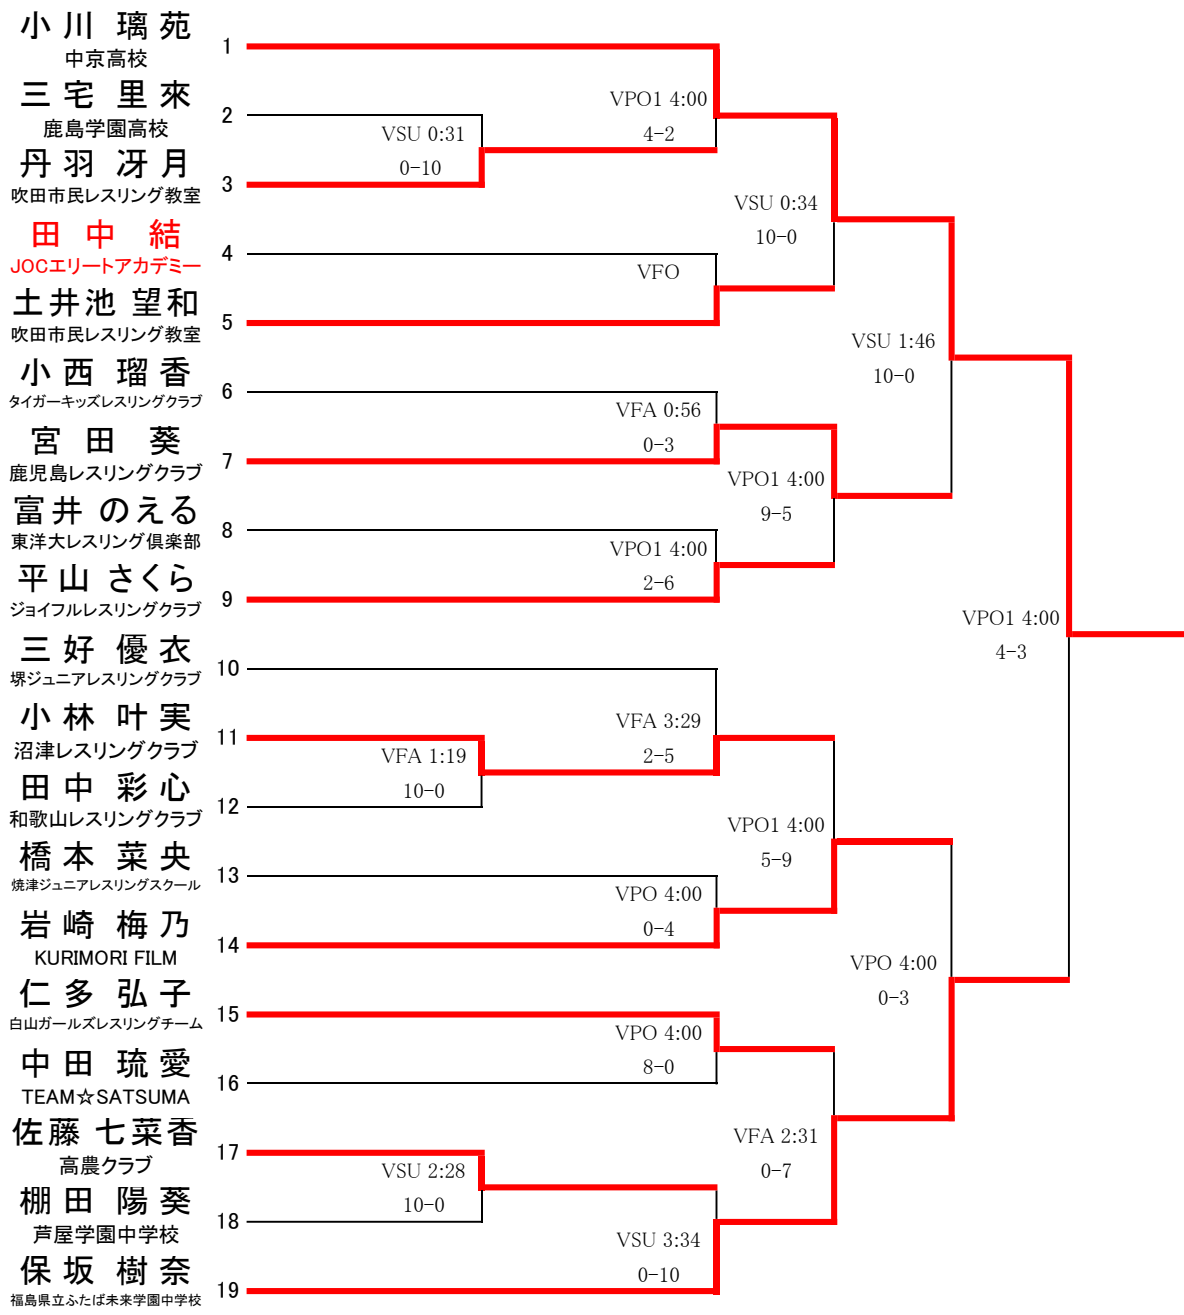 小川 璃苑
中京高校
1
三宅 里來
鹿島学園高校
2
丹羽 冴月
吹田市民レスリング教室
3
田中 結
JOCエリートアカデミー
4
土井池 望和
吹田市民レスリング教室
5
小西 瑠香
タイガーキッズレスリングクラブ
6
宮田 葵
鹿児島レスリングクラブ
7
富井 のえる
東洋大レスリング倶楽部
8
平山 さくら
ジョイフルレスリングクラブ
9
三好 優衣
堺ジュニアレスリングクラブ
10
小林 叶実
沼津レスリングクラブ
11
田中 彩心
和歌山レスリングクラブ
12
橋本 菜央
焼津ジュニアレスリングスクール
13
岩崎 梅乃
KURIMORI FILM
14
仁多 弘子
白山ガールズレスリングチーム
15
中田 琉愛
TEAM☆SATSUMA
16
佐藤 七菜香
高農クラブ
17
棚田 陽葵
芦屋学園中学校
18
保坂 樹奈
福島県立ふたば未来学園中学校
19
VSU 0:31
0-10
VFA 1:19
10-0
VSU 2:28
10-0
VPO1 4:00
4-2
VFO
VFA 0:56
0-3
VPO1 4:00
2-6
VFA 3:29
2-5
VPO 4:00
0-4
VPO 4:00
8-0
VSU 3:34
0-10
VSU 0:34
10-0
VPO1 4:00
9-5
VPO1 4:00
5-9
VFA 2:31
0-7
VSU 1:46
10-0
VPO 4:00
0-3
VPO1 4:00
4-3